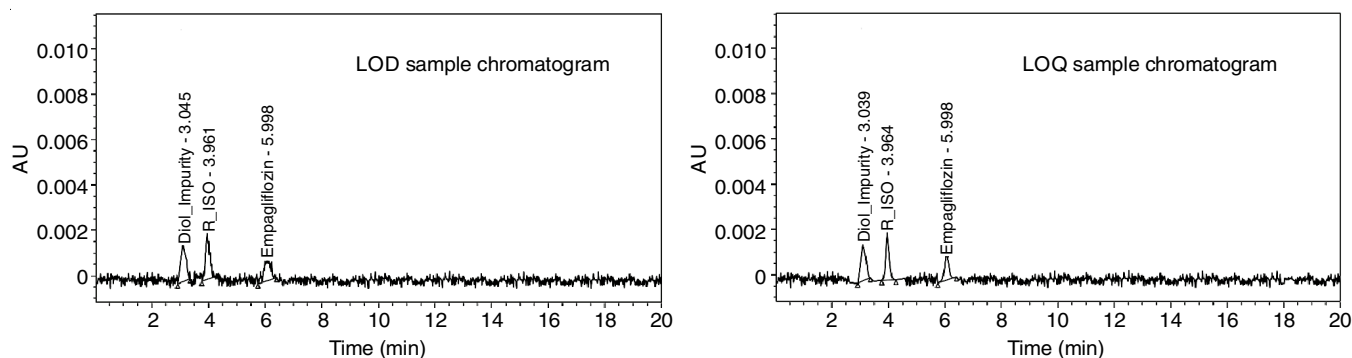 LOD sample chromatogram
AU
0.010
0.008
0.006
0.004
0.002
0
Diol_Impurity - 3.045
R_ISO - 3.961
Empagliflozin - 5.998
2 4 6 8 10 12 14 16 18 20
Time (min)
LOQ sample chromatogram
AU
0.010
0.008
0.006
0.004
0.002
0
Diol_Impurity - 3.039
R_ISO - 3.964
Empagliflozin - 5.998
2 4 6 8 10 12 14 16 18 20
Time (min)